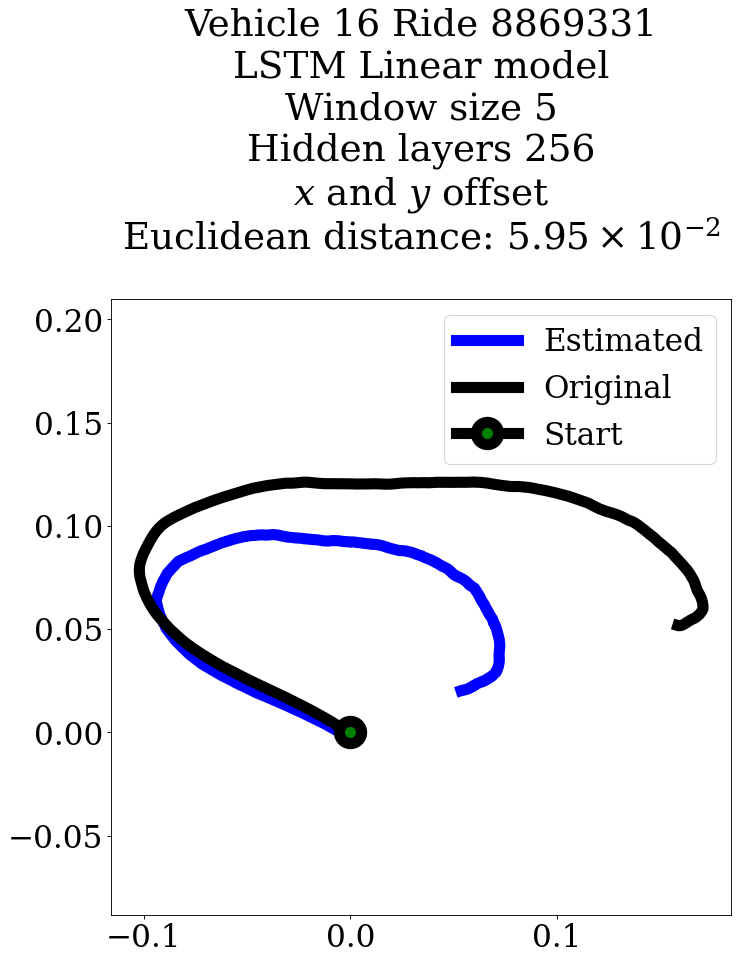 Vehicle 16 Ride 8869331
LSTM Linear model
Window size 5
Hidden layers 256
x and y offset
Euclidean distance: 5.95 × 10⁻²
Estimated
Original
Start
0.20
0.15
0.10
0.05
0.00
−0.05
−0.1
0.0
0.1